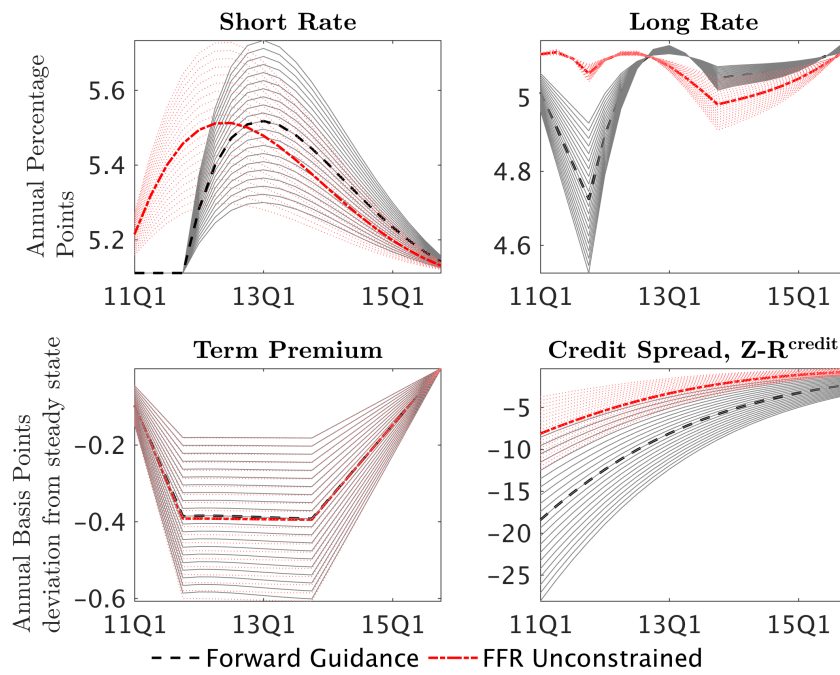 Short Rate
Long Rate
Annual Percentage
Points
5.6
5.4
5.2
11Q1
13Q1
15Q1
5
4.8
4.6
11Q1
13Q1
15Q1
Term Premium
Credit Spread, Z-R^credit
Annual Basis Points
deviation from steady state
-0.2
-0.4
-0.6
11Q1
13Q1
15Q1
-5
-10
-15
-20
-25
11Q1
13Q1
15Q1
Forward Guidance
FFR Unconstrained